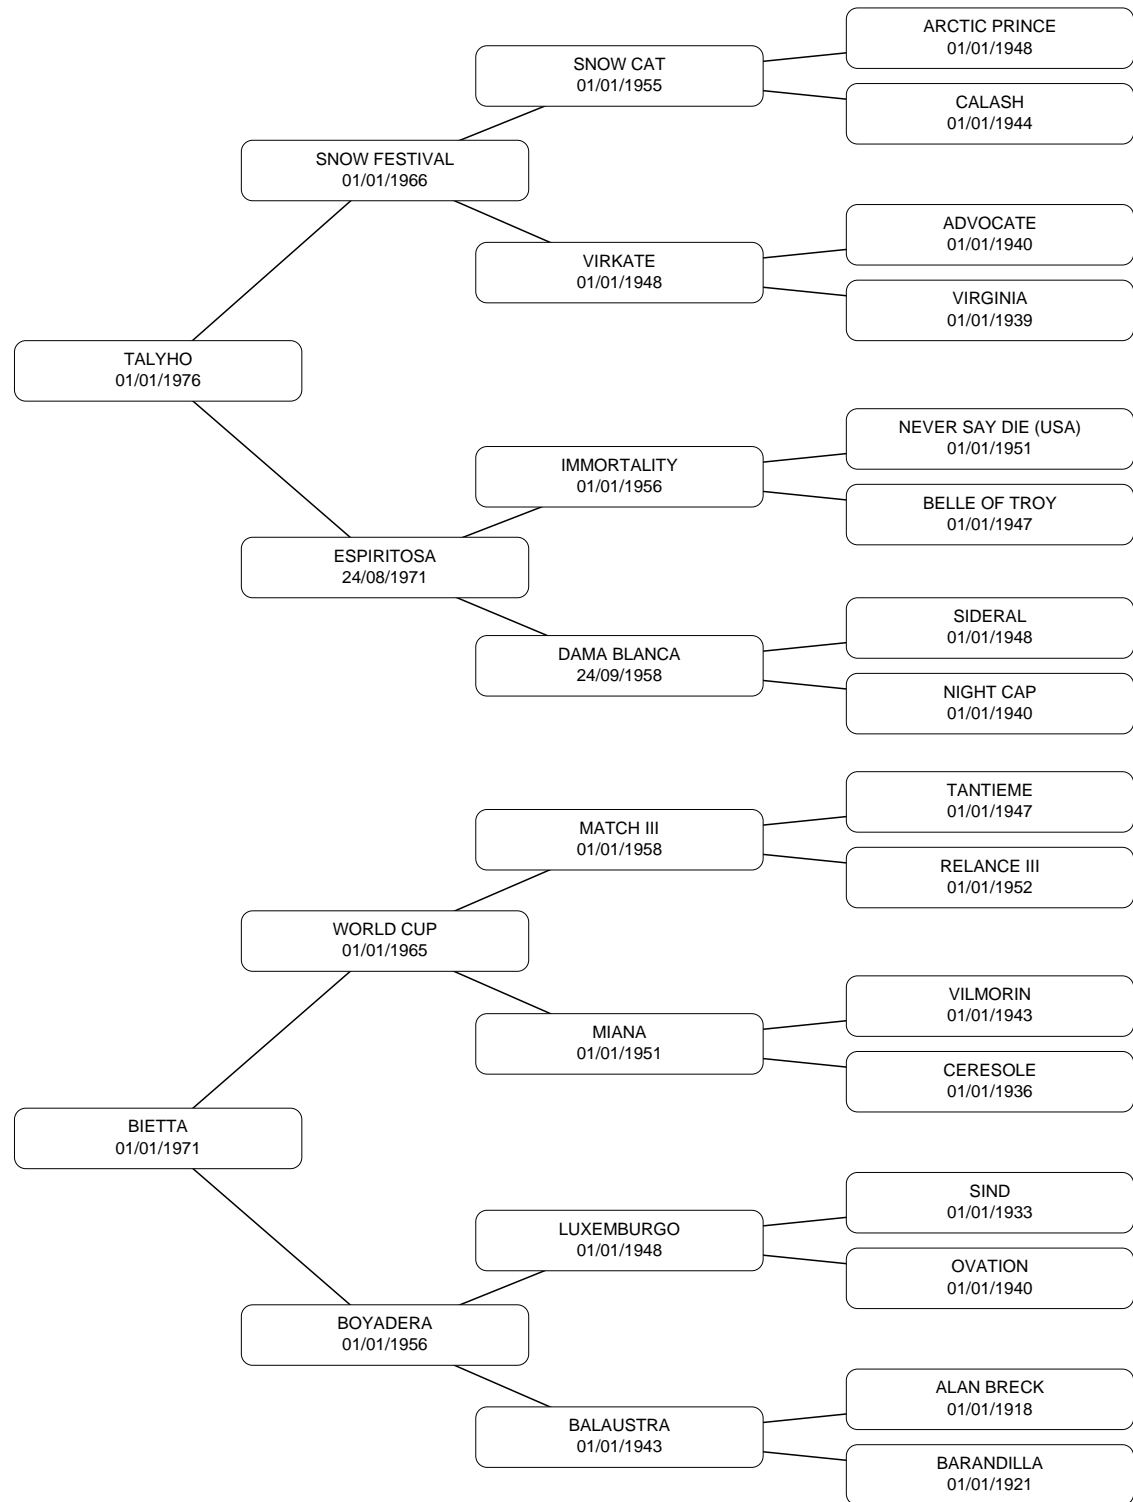 ARCTIC PRINCE
01/01/1948
SNOW CAT
01/01/1955
CALASH
01/01/1944
SNOW FESTIVAL
01/01/1966
ADVOCATE
01/01/1940
VIRKATE
01/01/1948
VIRGINIA
01/01/1939
TALYHO
01/01/1976
NEVER SAY DIE (USA)
01/01/1951
IMMORTALITY
01/01/1956
BELLE OF TROY
01/01/1947
ESPIRITOSA
24/08/1971
SIDERAL
01/01/1948
DAMA BLANCA
24/09/1958
NIGHT CAP
01/01/1940
TANTIEME
01/01/1947
MATCH III
01/01/1958
RELANCE III
01/01/1952
WORLD CUP
01/01/1965
VILMORIN
01/01/1943
MIANA
01/01/1951
CERESOLE
01/01/1936
BIETTA
01/01/1971
SIND
01/01/1933
LUXEMBURGO
01/01/1948
OVATION
01/01/1940
BOYADERA
01/01/1956
ALAN BRECK
01/01/1918
BALAUSTRA
01/01/1943
BARANDILLA
01/01/1921